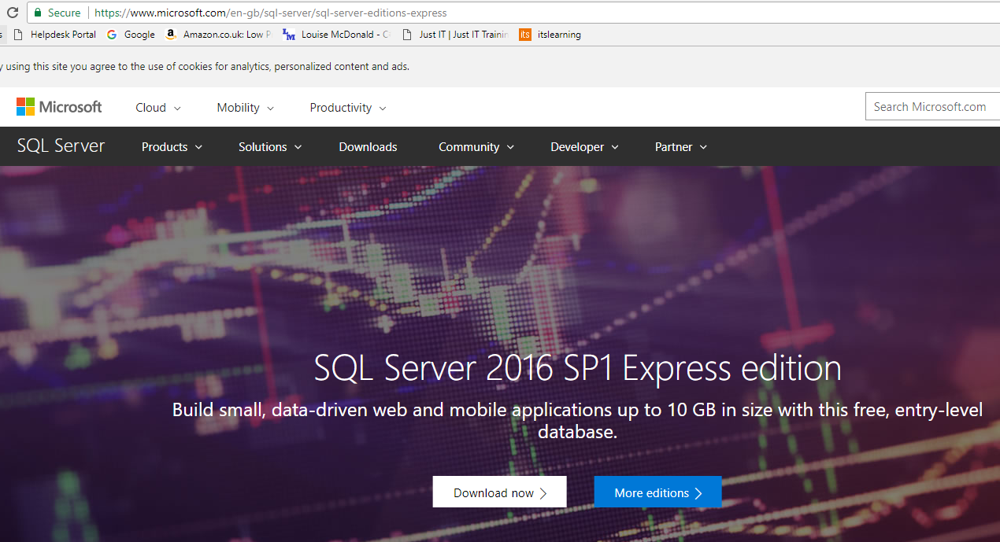 Secure https://www.microsoft.com/en-gb/sql-server/sql-server-editions-express
s Helpdesk Portal Google Amazon.co.uk: Low P Louise McDonald - C Just IT | Just IT Trainin its itslearning
y using this site you agree to the use of cookies for analytics, personalized content and ads.
Microsoft Cloud Mobility Productivity Search Microsoft.com
SQL Server Products Solutions Downloads Community Developer Partner
SQL Server 2016 SP1 Express edition
Build small, data-driven web and mobile applications up to 10 GB in size with this free, entry-level
database.
Download now More editions